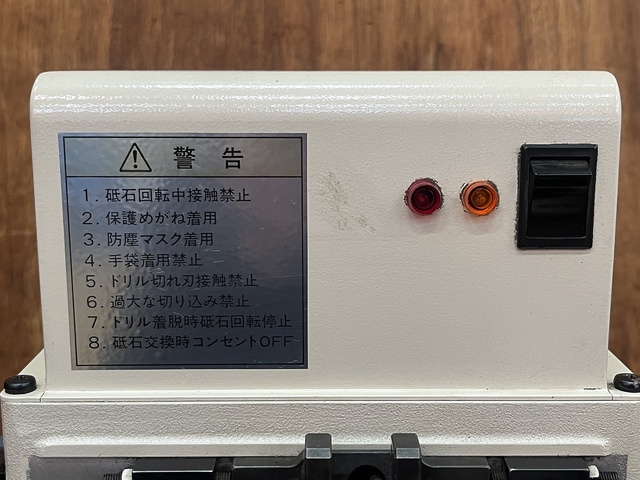 警告
1. 砥石回転中接触禁止
2. 保護めがね着用
3. 防塵マスク着用
4. 手袋着用禁止
5. ドリル切れ刃接触禁止
6. 過大な切り込み禁止
7. ドリル着脱時砥石回転停止
8. 砥石交換時コンセントOFF